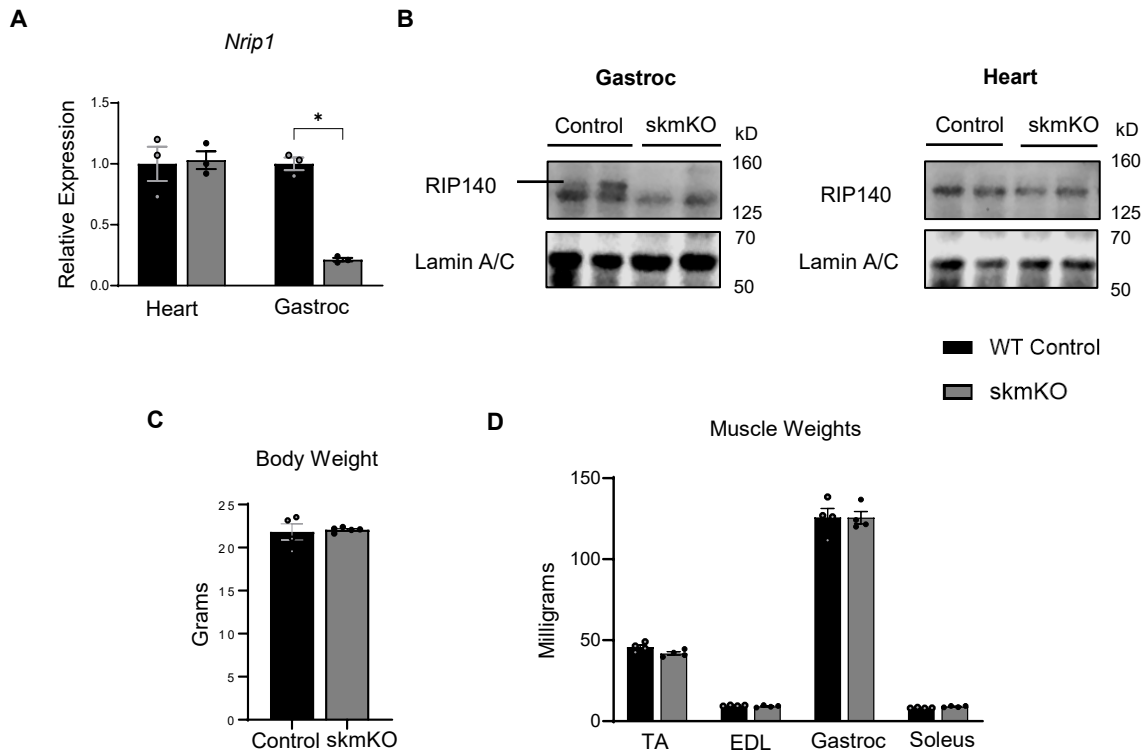 A
Nrip1
Relative Expression
1.5
1.0
0.5
0.0
*
Heart
Gastroc
B
Gastroc
Control
skmKO
kD
RIP140
160
125
Lamin A/C
70
50
Heart
Control
skmKO
kD
RIP140
160
125
Lamin A/C
70
50
WT Control
skmKO
C
Body Weight
Grams
25
20
15
10
5
0
Control
skmKO
D
Muscle Weights
Milligrams
150
100
50
0
TA
EDL
Gastroc
Soleus